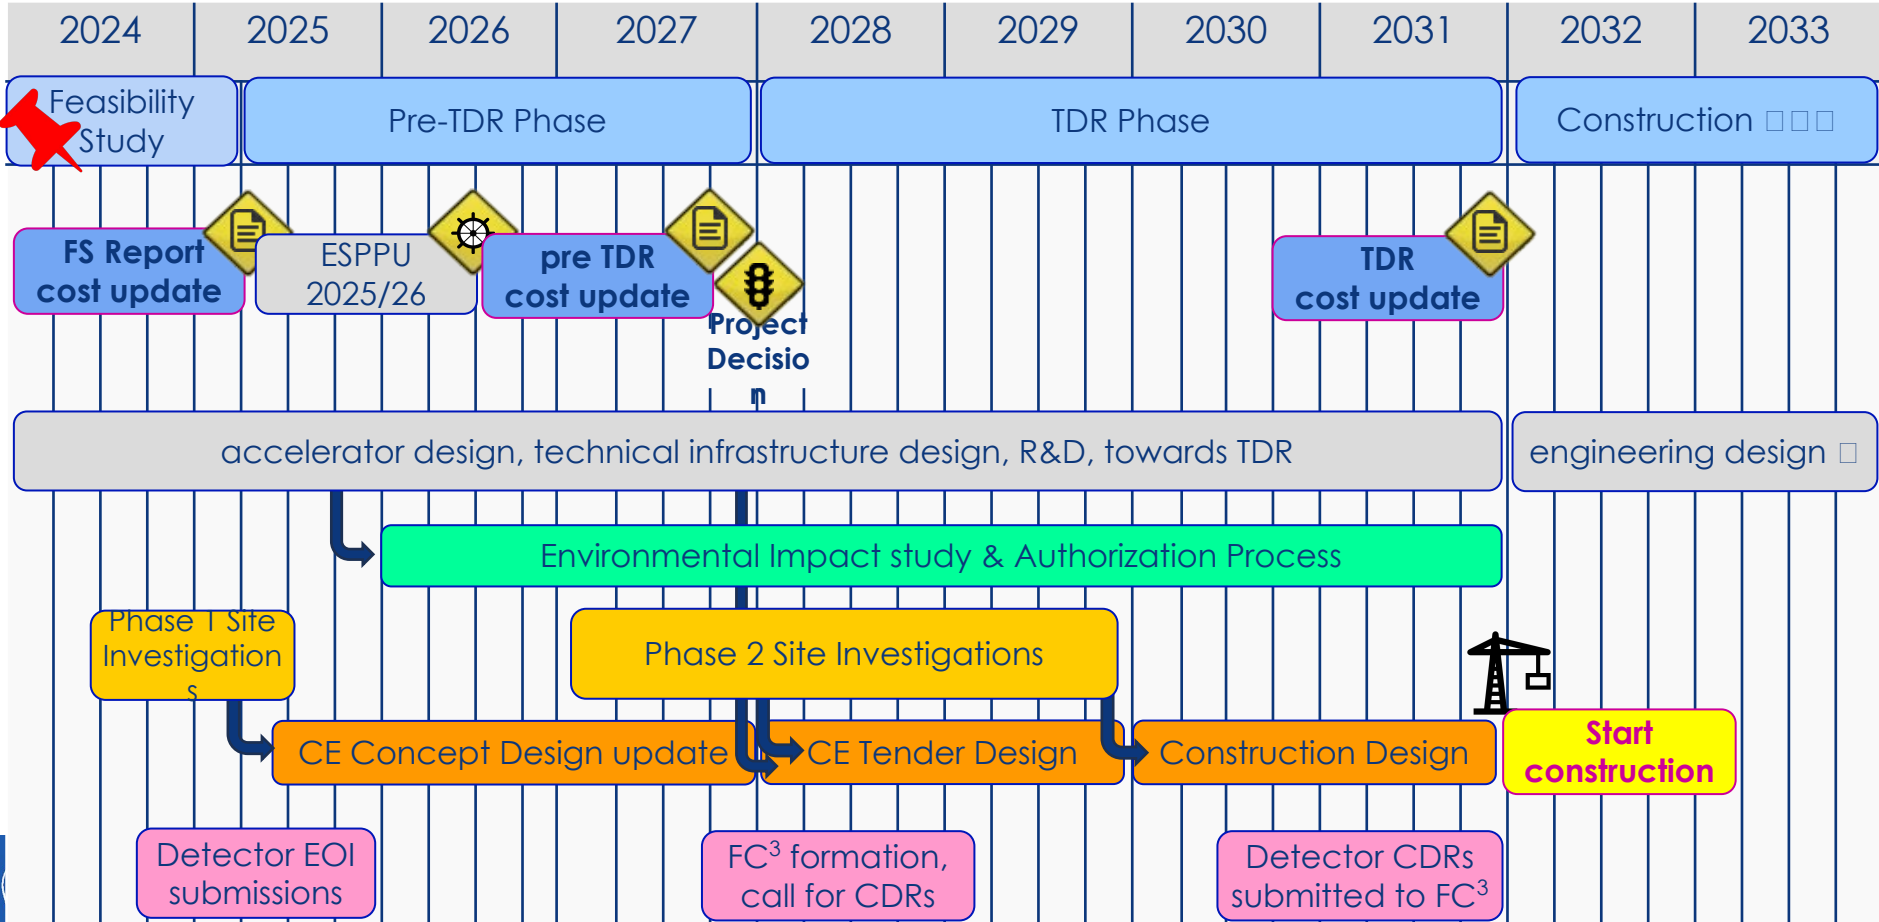 2024 2025 2026 2027 2028 2029 2030 2031 2032 2033
Feasibility
Study
Pre-TDR Phase
TDR Phase
Construction □□□
FS Report
cost update
ESPPU
2025/26
pre TDR
cost update
Project
Decisio
n
TDR
cost update
accelerator design, technical infrastructure design, R&D, towards TDR
engineering design □
Environmental Impact study & Authorization Process
Phase 1 Site
Investigation
s
Phase 2 Site Investigations
CE Concept Design update
CE Tender Design
Construction Design
Start
construction
Detector EOI
submissions
FC³ formation,
call for CDRs
Detector CDRs
submitted to FC³